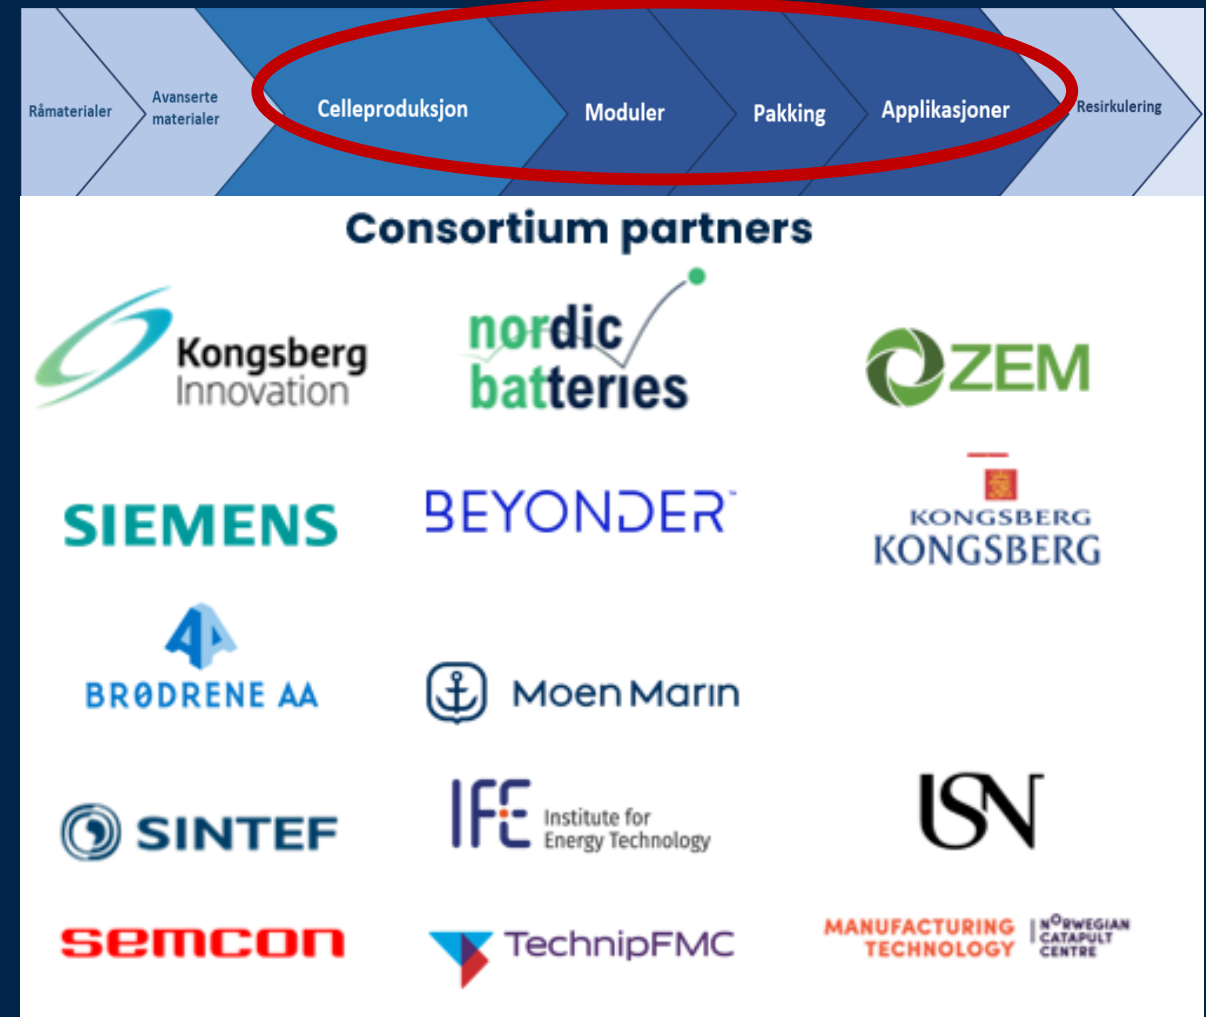 Råmaterialer
Avanserte
materialer
Celleproduksjon
Moduler
Pakking
Applikasjoner
Resirkulering
Consortium partners
Kongsberg
Innovation
nordic
batteries
ZEM
SIEMENS
BEYONDER
KONGSBERG
KONGSBERG
BRØDRENE AA
Moen Marin
SINTEF
IFE
Institute for
Energy Technology
USN
semcon
TechnipFMC
MANUFACTURING
TECHNOLOGY
NORWEGIAN
CATAPULT
CENTRE